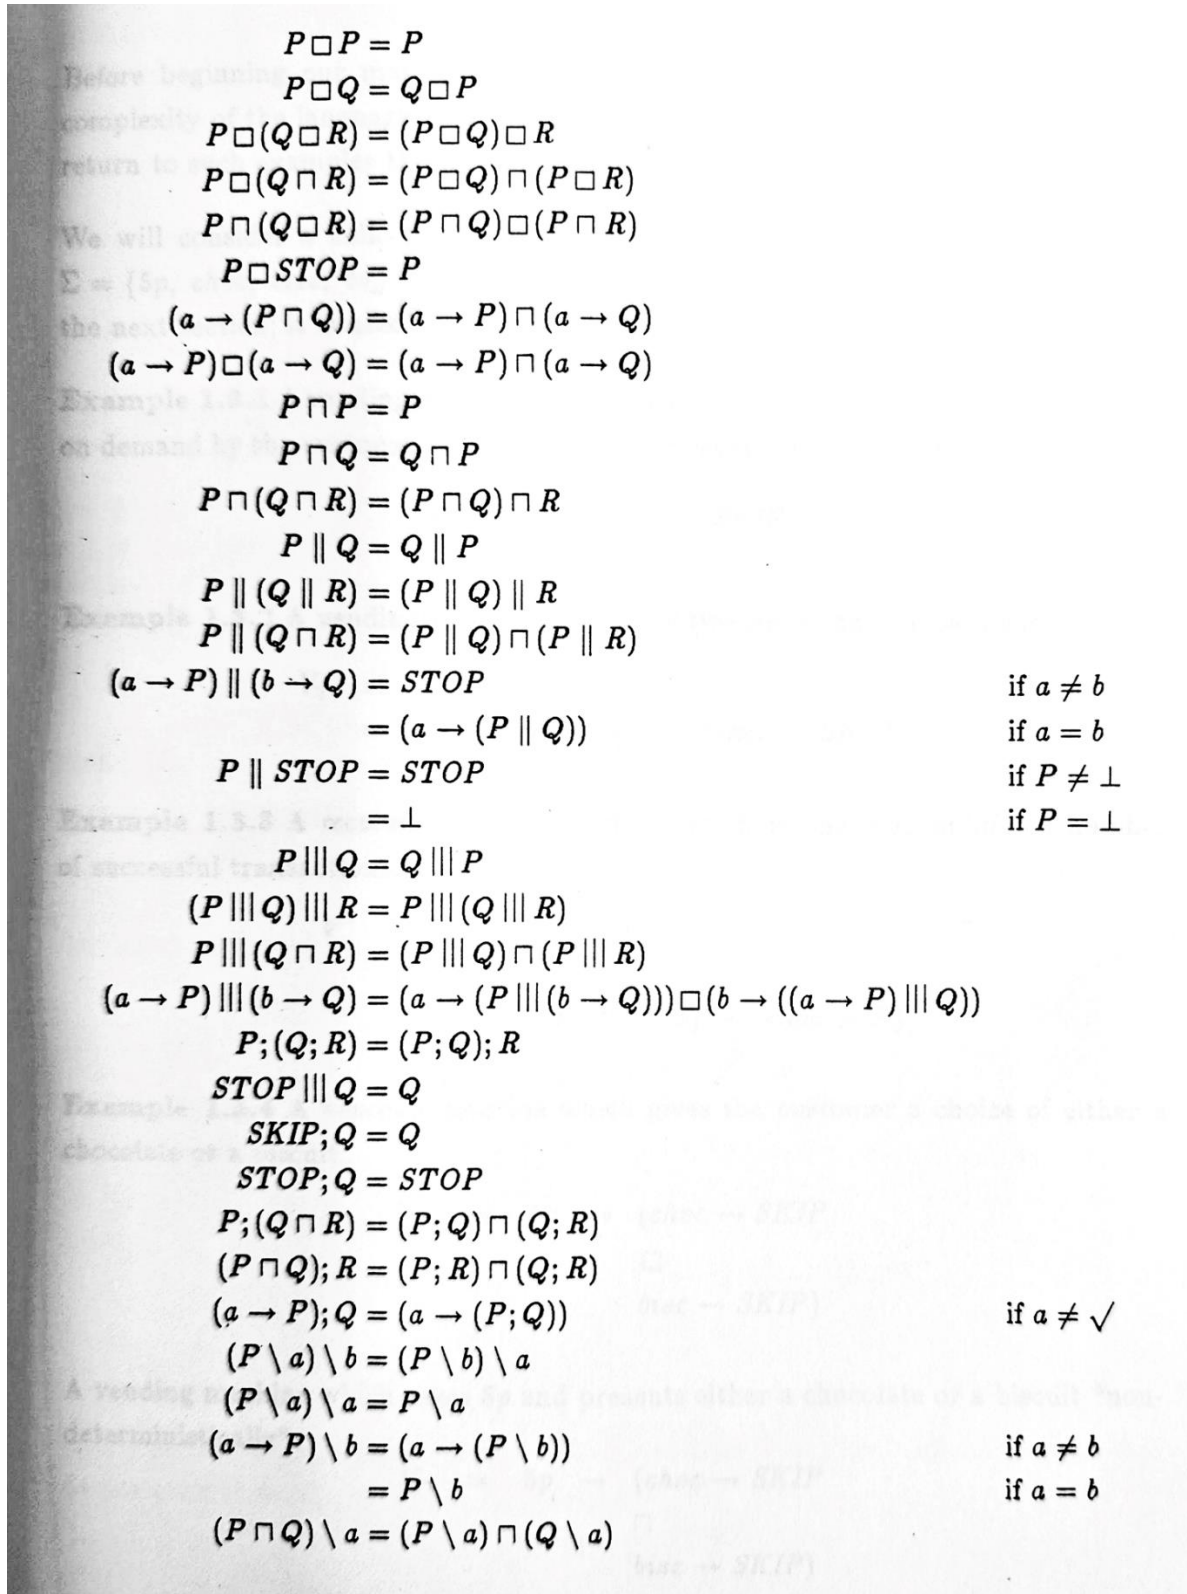 P □ P = P
P □ Q = Q □ P
P □ (Q □ R) = (P □ Q) □ R
P □ (Q ⊓ R) = (P □ Q) ⊓ (P □ R)
P ⊓ (Q □ R) = (P ⊓ Q) □ (P ⊓ R)
P □ STOP = P
(a → (P ⊓ Q)) = (a → P) ⊓ (a → Q)
(a → P) □ (a → Q) = (a → P) ⊓ (a → Q)
P ⊓ P = P
P ⊓ Q = Q ⊓ P
P ⊓ (Q ⊓ R) = (P ⊓ Q) ⊓ R
P ∥ Q = Q ∥ P
P ∥ (Q ∥ R) = (P ∥ Q) ∥ R
P ∥ (Q ⊓ R) = (P ∥ Q) ⊓ (P ∥ R)
(a → P) ∥ (b → Q) = STOP if a ≠ b
= (a → (P ∥ Q)) if a = b
P ∥ STOP = STOP if P ≠ ⊥
= ⊥ if P = ⊥
P ||| Q = Q ||| P
(P ||| Q) ||| R = P ||| (Q ||| R)
P ||| (Q ⊓ R) = (P ||| Q) ⊓ (P ||| R)
(a → P) ||| (b → Q) = (a → (P ||| (b → Q))) □ (b → ((a → P) ||| Q))
P; (Q; R) = (P; Q); R
STOP ||| Q = Q
SKIP; Q = Q
STOP; Q = STOP
P; (Q ⊓ R) = (P; Q) ⊓ (Q; R)
(P ⊓ Q); R = (P; R) ⊓ (Q; R)
(a → P); Q = (a → (P; Q)) if a ≠ √
(P \ a) \ b = (P \ b) \ a
(P \ a) \ a = P \ a
(a → P) \ b = (a → (P \ b)) if a ≠ b
= P \ b if a = b
(P ⊓ Q) \ a = (P \ a) ⊓ (Q \ a)